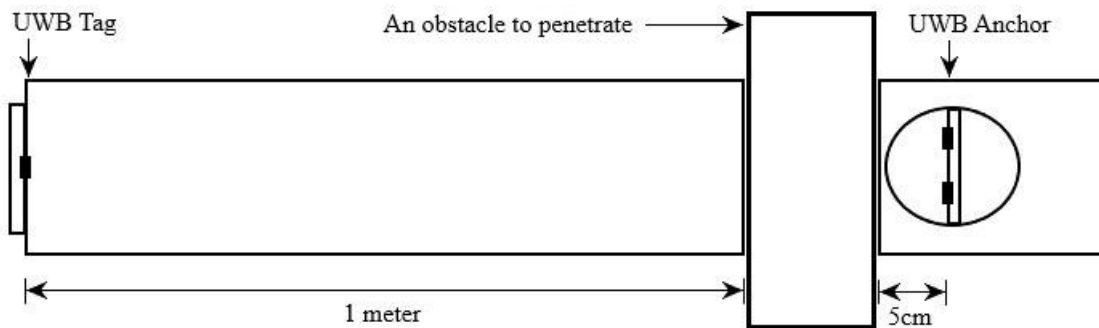 UWB Tag
An obstacle to penetrate
UWB Anchor
1 meter
5cm